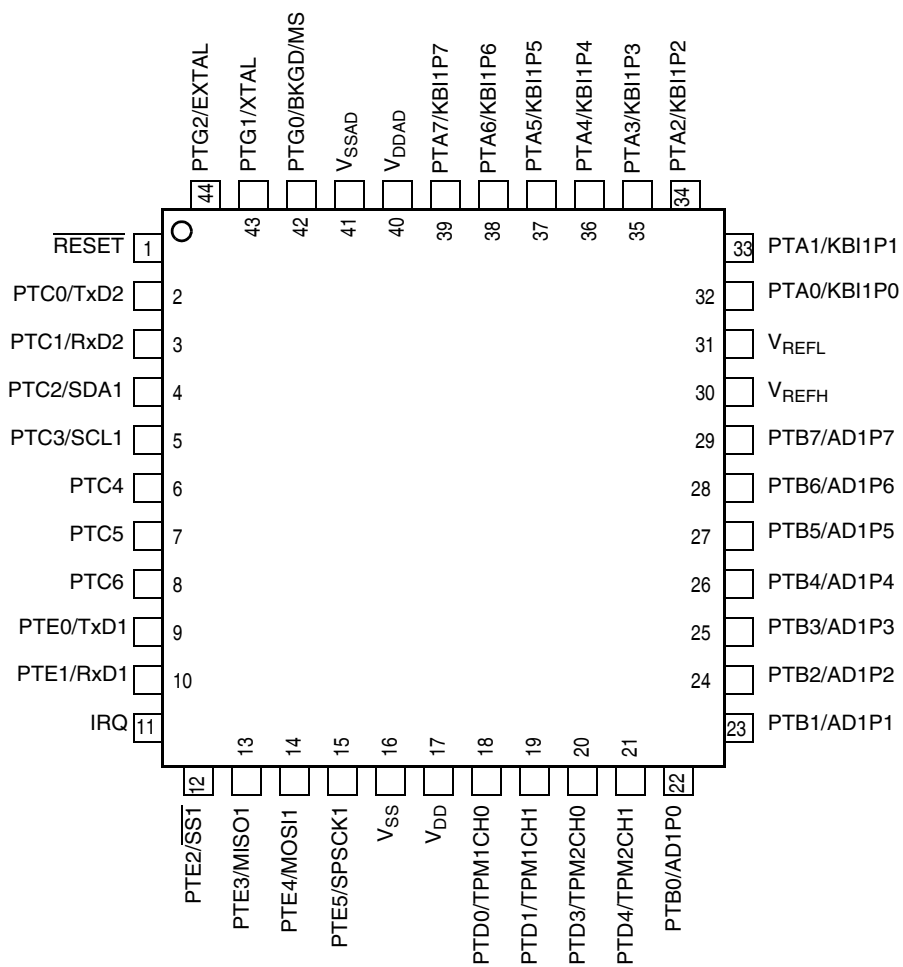 PTG2/EXTAL
PTG1/XTAL
PTG0/BKGD/MS
VSSAD
VDDAD
PTA7/KBI1P7
PTA6/KBI1P6
PTA5/KBI1P5
PTA4/KBI1P4
PTA3/KBI1P3
PTA2/KBI1P2
44
43
42
41
40
39
38
37
36
35
34
RESET 1
PTC0/TxD2 2
PTC1/RxD2 3
PTC2/SDA1 4
PTC3/SCL1 5
PTC4 6
PTC5 7
PTC6 8
PTE0/TxD1 9
PTE1/RxD1 10
IRQ 11
33 PTA1/KBI1P1
32 PTA0/KBI1P0
31 VREFL
30 VREFH
29 PTB7/AD1P7
28 PTB6/AD1P6
27 PTB5/AD1P5
26 PTB4/AD1P4
25 PTB3/AD1P3
24 PTB2/AD1P2
23 PTB1/AD1P1
12
13
14
15
16
17
18
19
20
21
22
PTE2/SS1
PTE3/MISO1
PTE4/MOSI1
PTE5/SPSCK1
VSS
VDD
PTD0/TPM1CH0
PTD1/TPM1CH1
PTD3/TPM2CH0
PTD4/TPM2CH1
PTB0/AD1P0